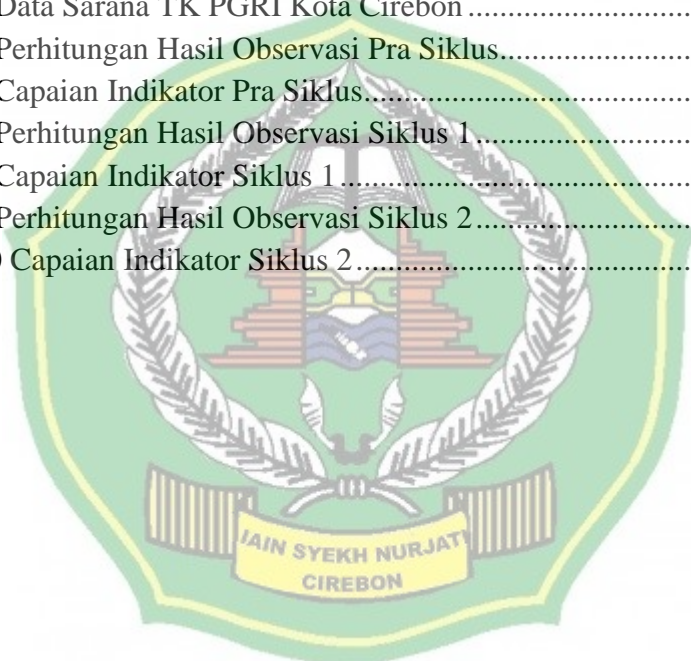 Data Sarana TK PGRI Kota Cirebon ....................................
Perhitungan Hasil Observasi Pra Siklus....................................
Capaian Indikator Pra Siklus....................................
Perhitungan Hasil Observasi Siklus 1....................................
Capaian Indikator Siklus 1....................................
Perhitungan Hasil Observasi Siklus 2....................................
Capaian Indikator Siklus 2....................................
IAIN SYEKH NURJATI
CIREBON